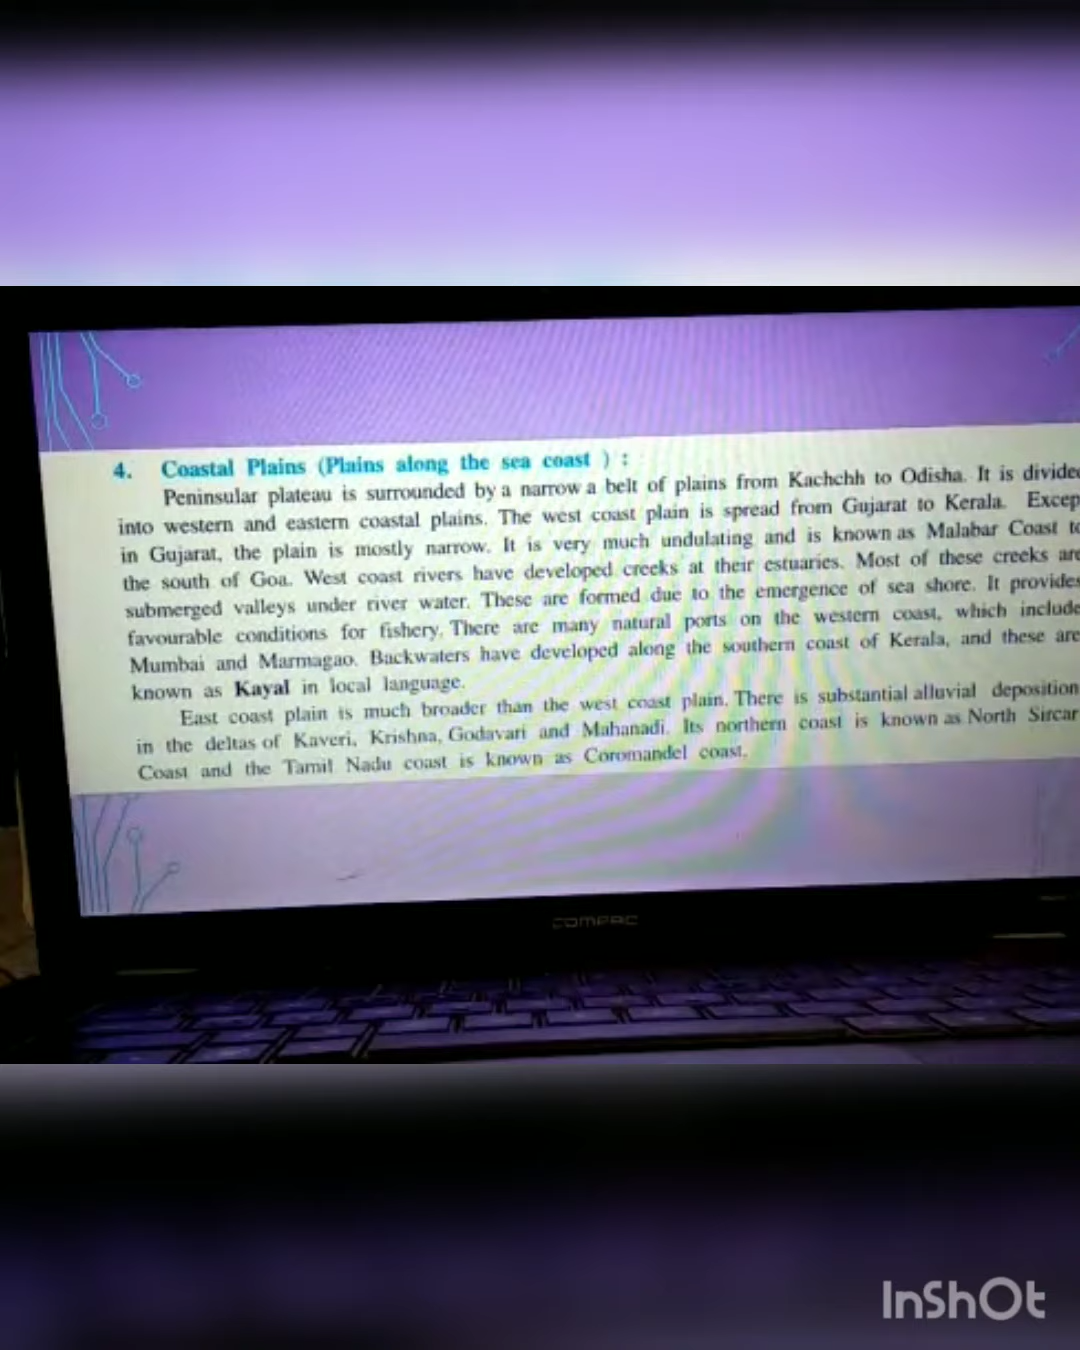 4. Coastal Plains (Plains along the sea coast ) :
Peninsular plateau is surrounded by a narrow a belt of plains from Kachchh to Odisha. It is divided
into western and eastern coastal plains. The west coast plain is spread from Gujarat to Kerala. Excep
in Gujarat, the plain is mostly narrow. It is very much undulating and is known as Malabar Coast to
the south of Goa. West coast rivers have developed creeks at their estuaries. Most of these creeks are
submerged valleys under river water. These are formed due to the emergence of sea shore. It provides
favourable conditions for fishery. There are many natural ports on the western coast, which include
Mumbai and Marmagao. Backwaters have developed along the southern coast of Kerala, and these are
known as Kayal in local language.
East coast plain is much broader than the west coast plain. There is substantial alluvial deposition
in the deltas of Kaveri, Krishna, Godavari and Mahanadi. Its northern coast is known as North Sircar
Coast and the Tamil Nadu coast is known as Coromandel coast.
COMPAC
InShOt